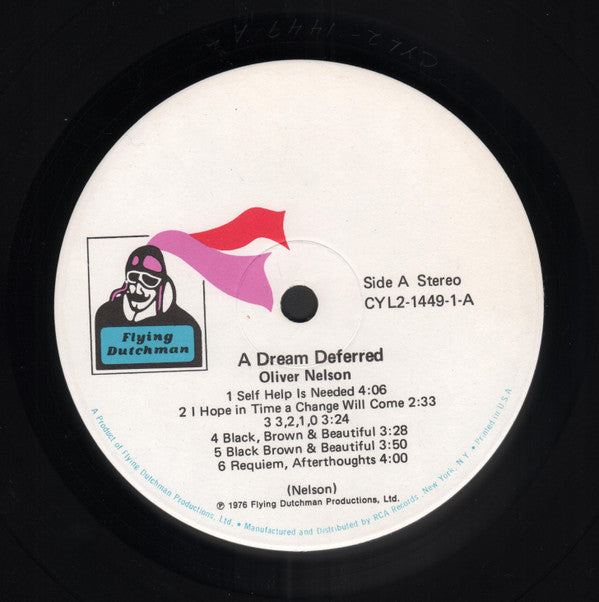 CYL2-1447 A
Side A Stereo
CYL2-1449-1-A
Flying
Dutchman
A Dream Deferred
Oliver Nelson
1 Self Help Is Needed 4:06
2 I Hope in Time a Change Will Come 2:33
3 3,2,1,0 3:24
4 Black, Brown & Beautiful 3:28
5 Black Brown & Beautiful 3:50
6 Requiem, Afterthoughts 4:00
(Nelson)
℗ 1976 Flying Dutchman Productions, Ltd.
A Product of Flying Dutchman Productions, Ltd. • Manufactured and Distributed by RCA Records, New York, N.Y. • Printed in U.S.A